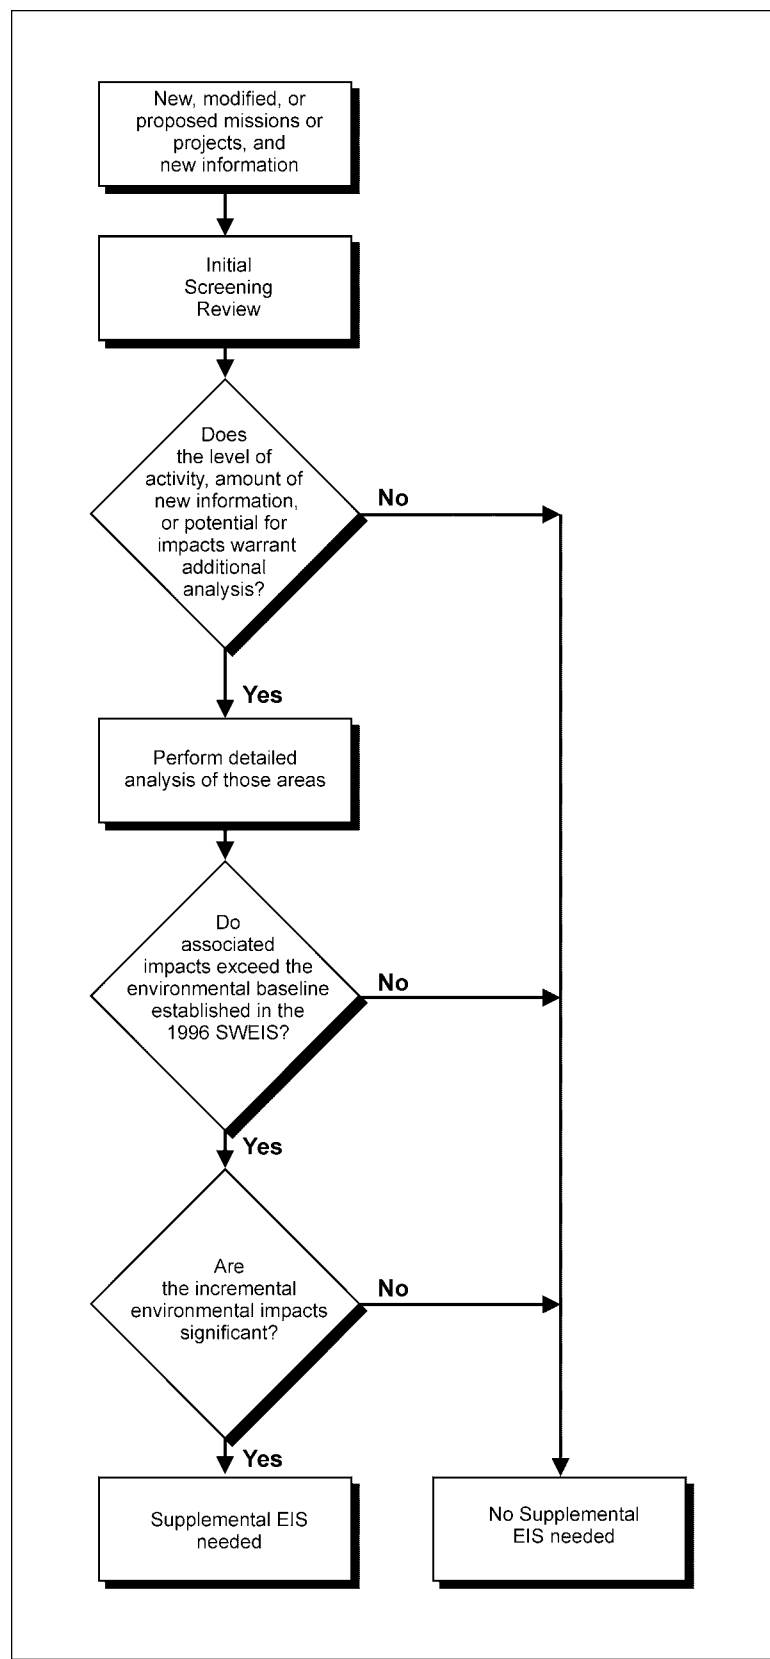 New, modified, or
proposed missions or
projects, and
new information
Initial
Screening
Review
Does
the level of
activity, amount of
new information,
or potential for
impacts warrant
additional
analysis?
No
Yes
Perform detailed
analysis of those areas
Do
associated
impacts exceed the
environmental baseline
established in the
1996 SWEIS?
No
Yes
Are
the incremental
environmental impacts
significant?
No
Yes
Supplemental EIS
needed
No Supplemental
EIS needed